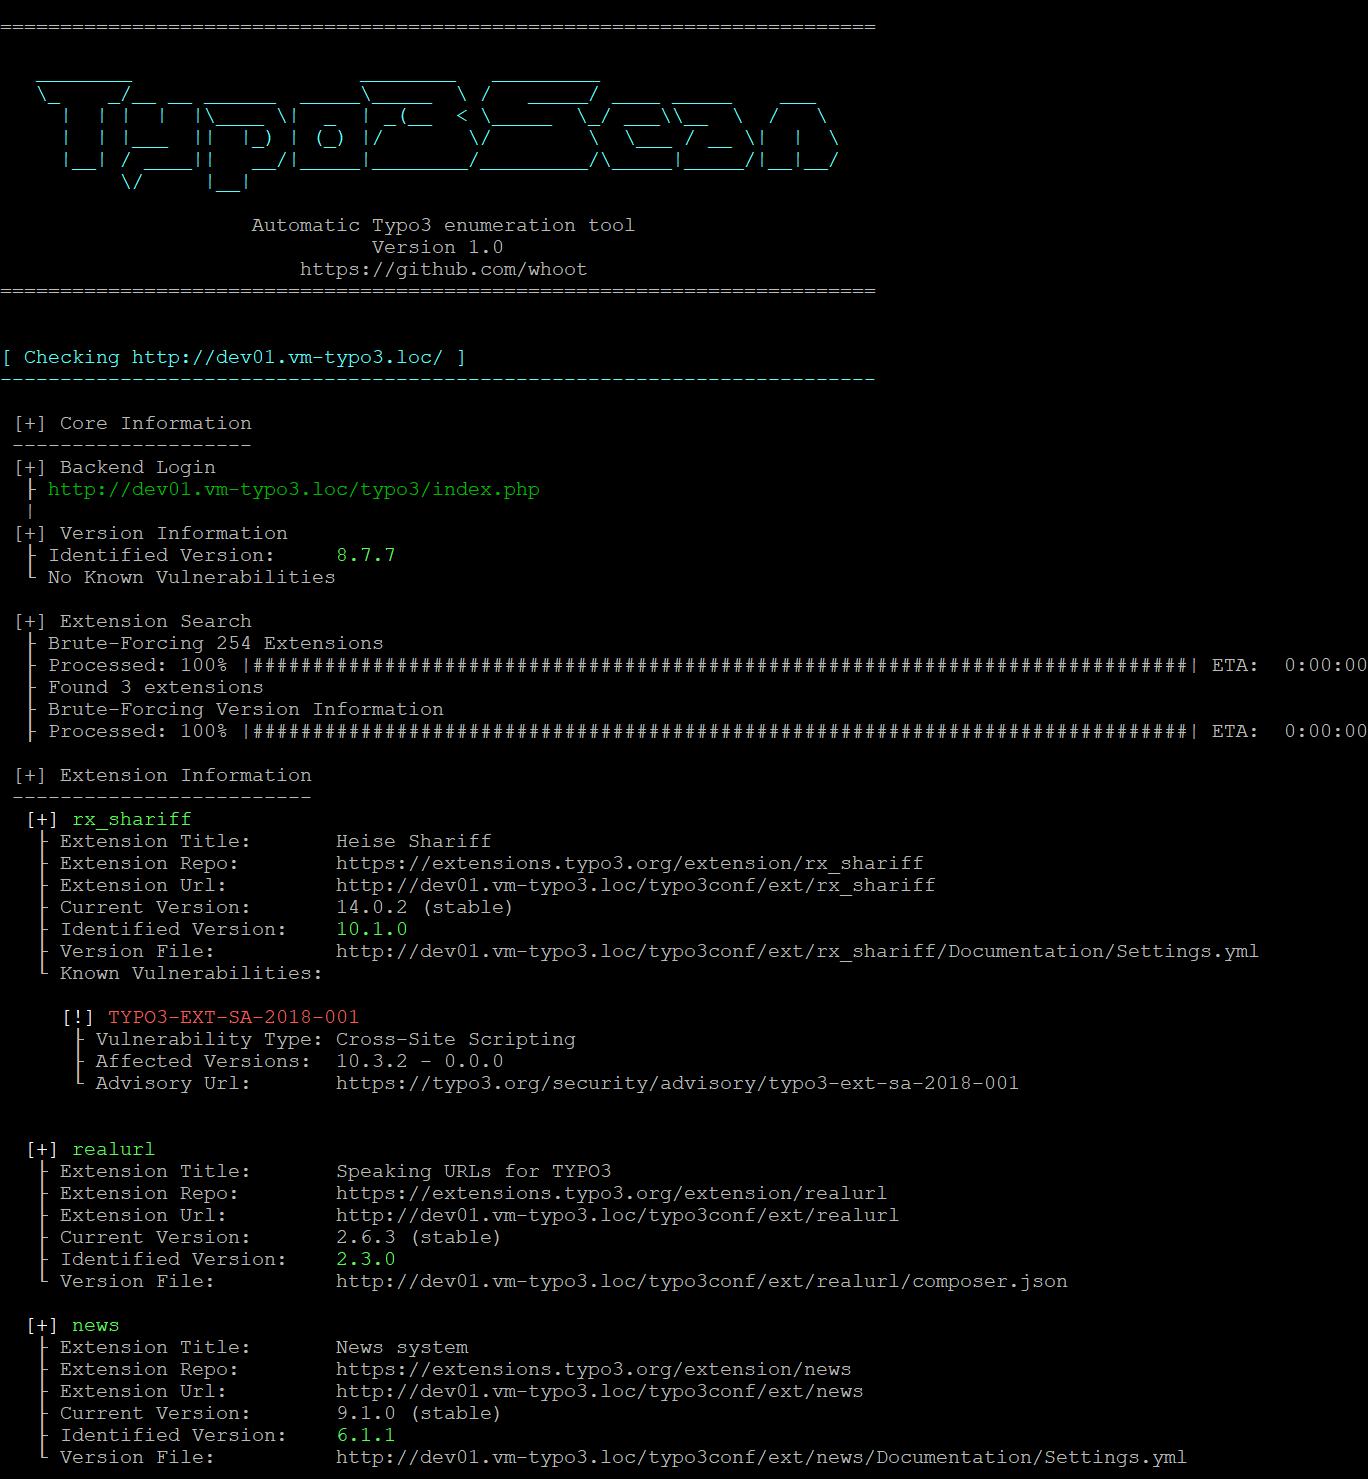 =========================================================================
Typo3Scan
Automatic Typo3 enumeration tool
Version 1.0
https://github.com/whoot
=========================================================================
[ Checking http://dev01.vm-typo3.loc/ ]
-------------------------------------------------------------------------
[+] Core Information
--------------------
[+] Backend Login
├ http://dev01.vm-typo3.loc/typo3/index.php
|
[+] Version Information
├ Identified Version: 8.7.7
└ No Known Vulnerabilities
[+] Extension Search
├ Brute-Forcing 254 Extensions
├ Processed: 100% |##############################################################################| ETA: 0:00:00
├ Found 3 extensions
├ Brute-Forcing Version Information
├ Processed: 100% |##############################################################################| ETA: 0:00:00
[+] Extension Information
-------------------------
[+] rx_shariff
├ Extension Title: Heise Shariff
├ Extension Repo: https://extensions.typo3.org/extension/rx_shariff
├ Extension Url: http://dev01.vm-typo3.loc/typo3conf/ext/rx_shariff
├ Current Version: 14.0.2 (stable)
├ Identified Version: 10.1.0
├ Version File: http://dev01.vm-typo3.loc/typo3conf/ext/rx_shariff/Documentation/Settings.yml
└ Known Vulnerabilities:
[!] TYPO3-EXT-SA-2018-001
├ Vulnerability Type: Cross-Site Scripting
├ Affected Versions: 10.3.2 - 0.0.0
└ Advisory Url: https://typo3.org/security/advisory/typo3-ext-sa-2018-001
[+] realurl
├ Extension Title: Speaking URLs for TYPO3
├ Extension Repo: https://extensions.typo3.org/extension/realurl
├ Extension Url: http://dev01.vm-typo3.loc/typo3conf/ext/realurl
├ Current Version: 2.6.3 (stable)
├ Identified Version: 2.3.0
└ Version File: http://dev01.vm-typo3.loc/typo3conf/ext/realurl/composer.json
[+] news
├ Extension Title: News system
├ Extension Repo: https://extensions.typo3.org/extension/news
├ Extension Url: http://dev01.vm-typo3.loc/typo3conf/ext/news
├ Current Version: 9.1.0 (stable)
├ Identified Version: 6.1.1
└ Version File: http://dev01.vm-typo3.loc/typo3conf/ext/news/Documentation/Settings.yml